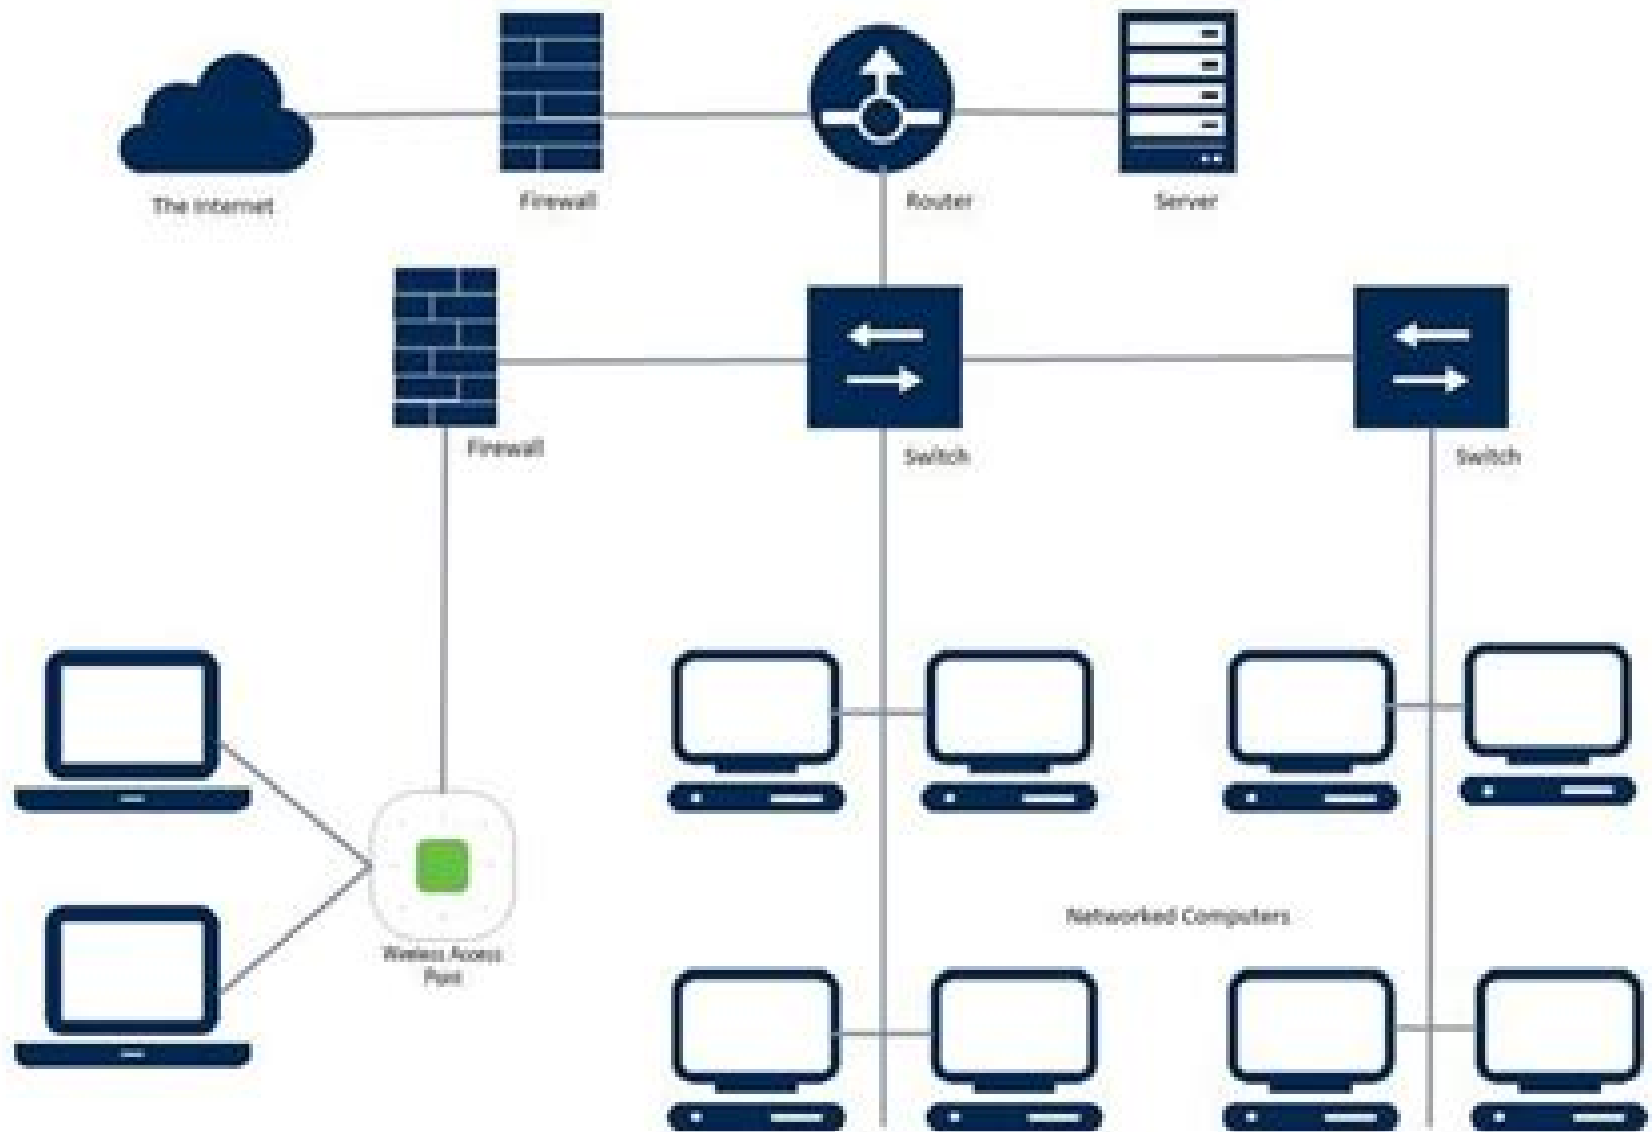 The Internet
Firewall
Router
Server
Firewall
Switch
Switch
Networked Computers
Wireless Access
Point